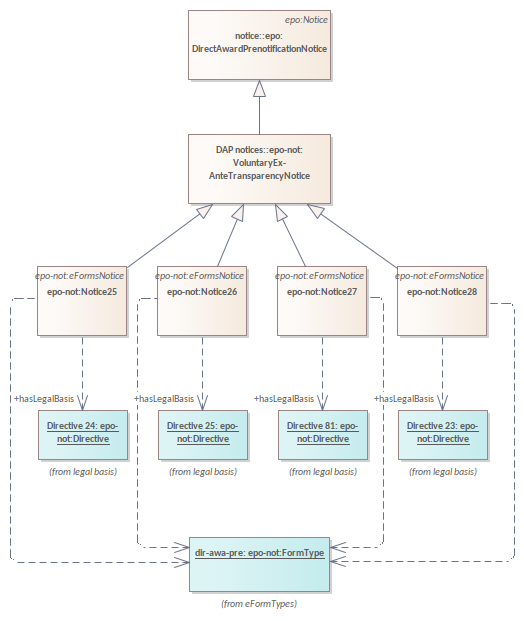 epo:Notice
notice::epo:
DirectAwardPrenotificationNotice
DAP notices::epo-not:
VoluntaryEx-
AnteTransparencyNotice
epo-not:eFormsNotice
epo-not:Notice25
epo-not:eFormsNotice
epo-not:Notice26
epo-not:eFormsNotice
epo-not:Notice27
epo-not:eFormsNotice
epo-not:Notice28
+hasLegalBasis
+hasLegalBasis
+hasLegalBasis
+hasLegalBasis
Directive 24: epo-
not:Directive
(from legal basis)
Directive 25: epo-
not:Directive
(from legal basis)
Directive 81: epo-
not:Directive
(from legal basis)
Directive 23: epo-
not:Directive
(from legal basis)
dir-awa-pre: epo-not:FormType
(from eFormTypes)